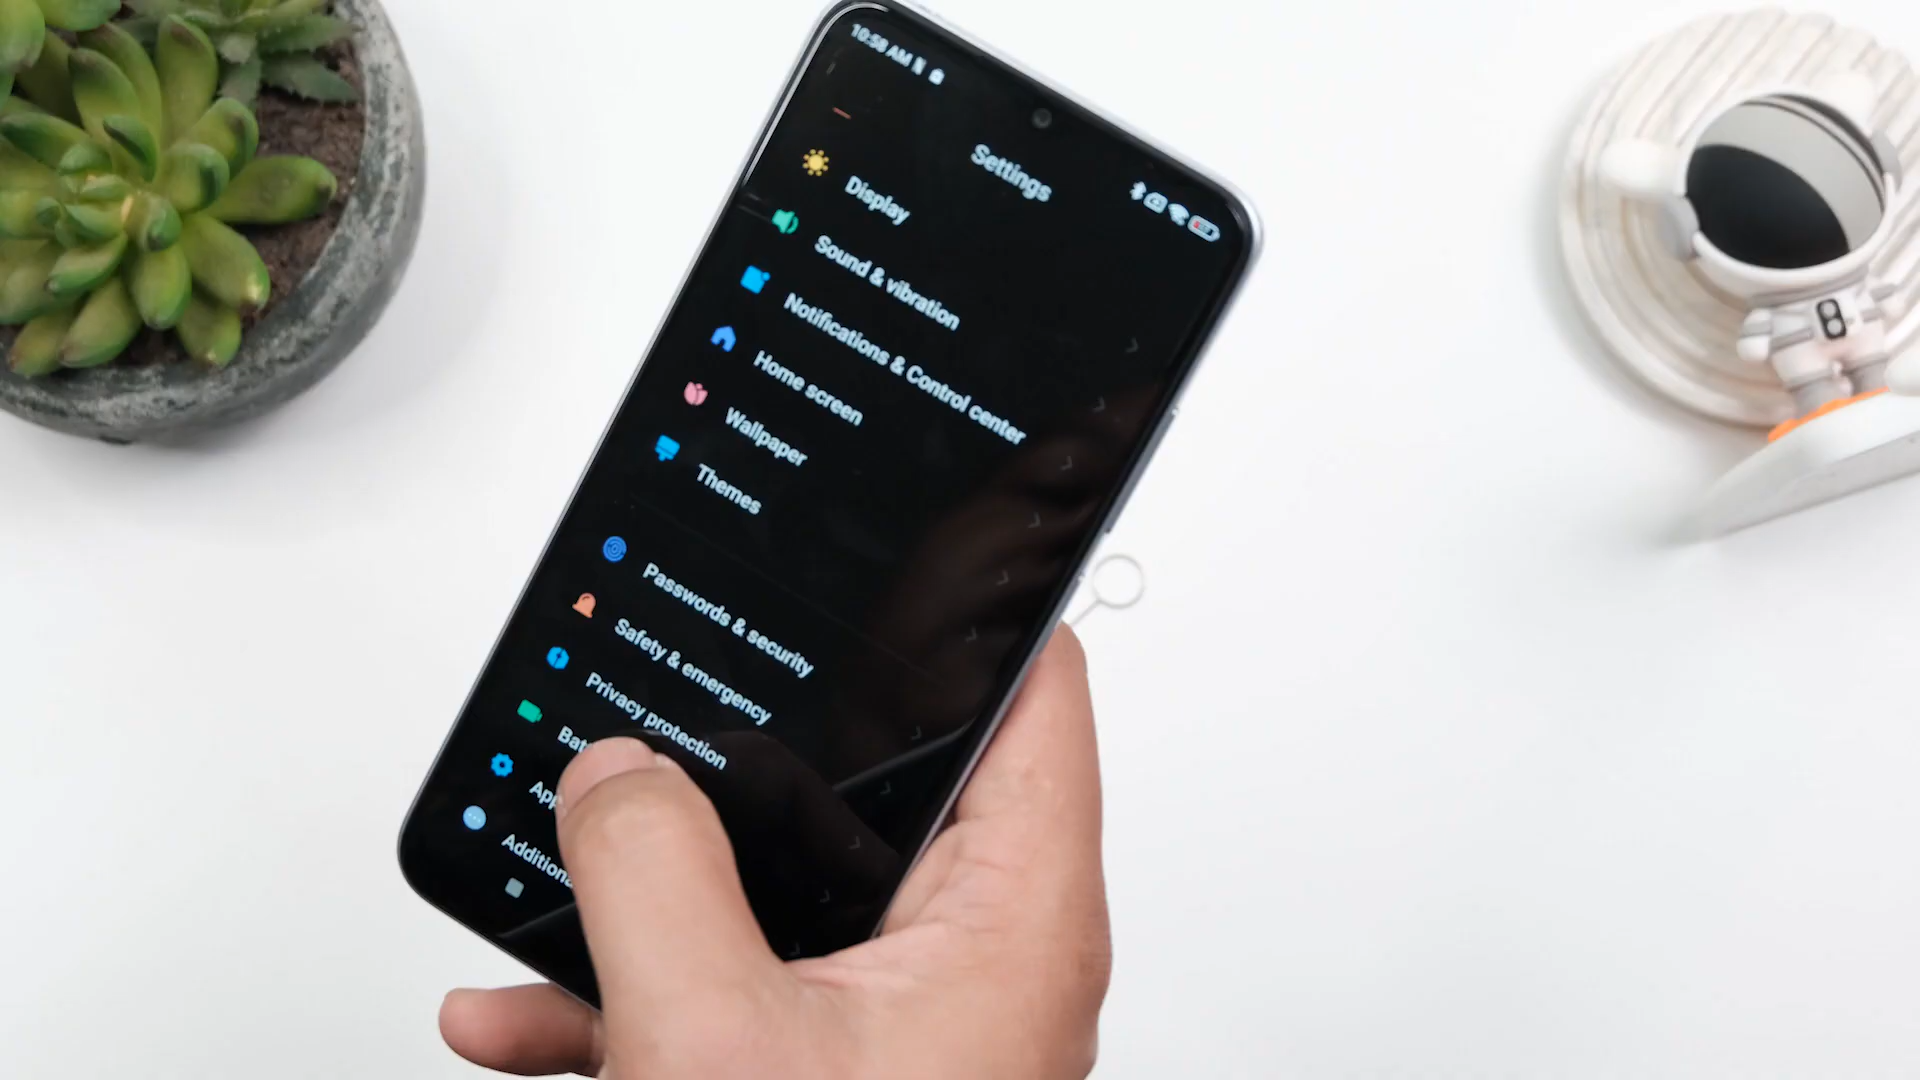 10:58 AM
Settings
Display
Sound & vibration
Notifications & Control center
Home screen
Wallpaper
Themes
Passwords & security
Safety & emergency
Privacy protection